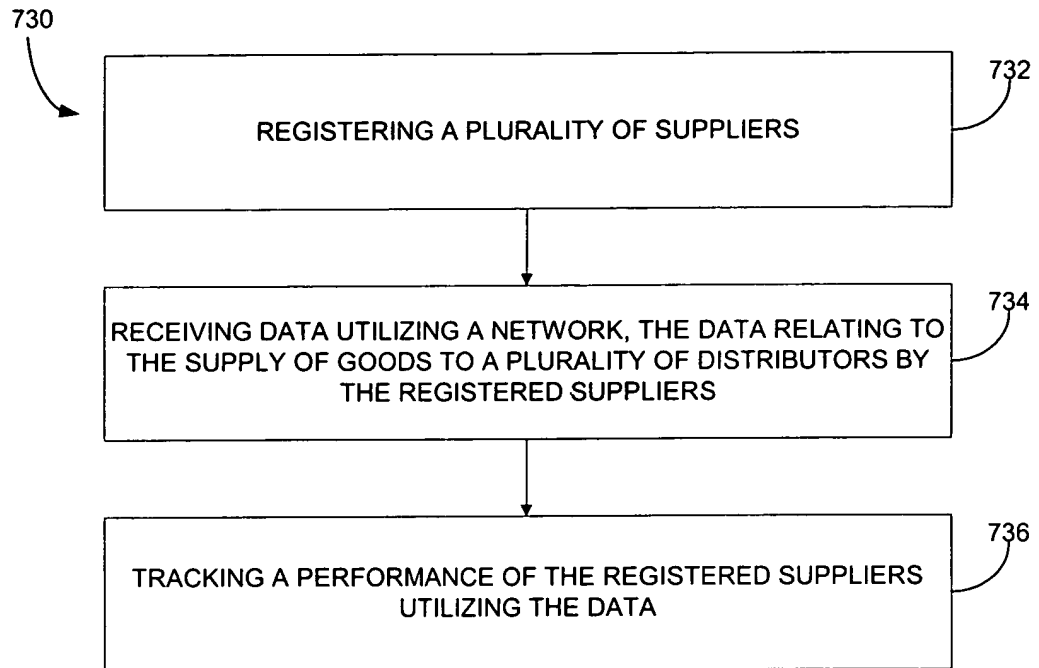 730
732
REGISTERING A PLURALITY OF SUPPLIERS
734
RECEIVING DATA UTILIZING A NETWORK, THE DATA RELATING TO
THE SUPPLY OF GOODS TO A PLURALITY OF DISTRIBUTORS BY
THE REGISTERED SUPPLIERS
736
TRACKING A PERFORMANCE OF THE REGISTERED SUPPLIERS
UTILIZING THE DATA